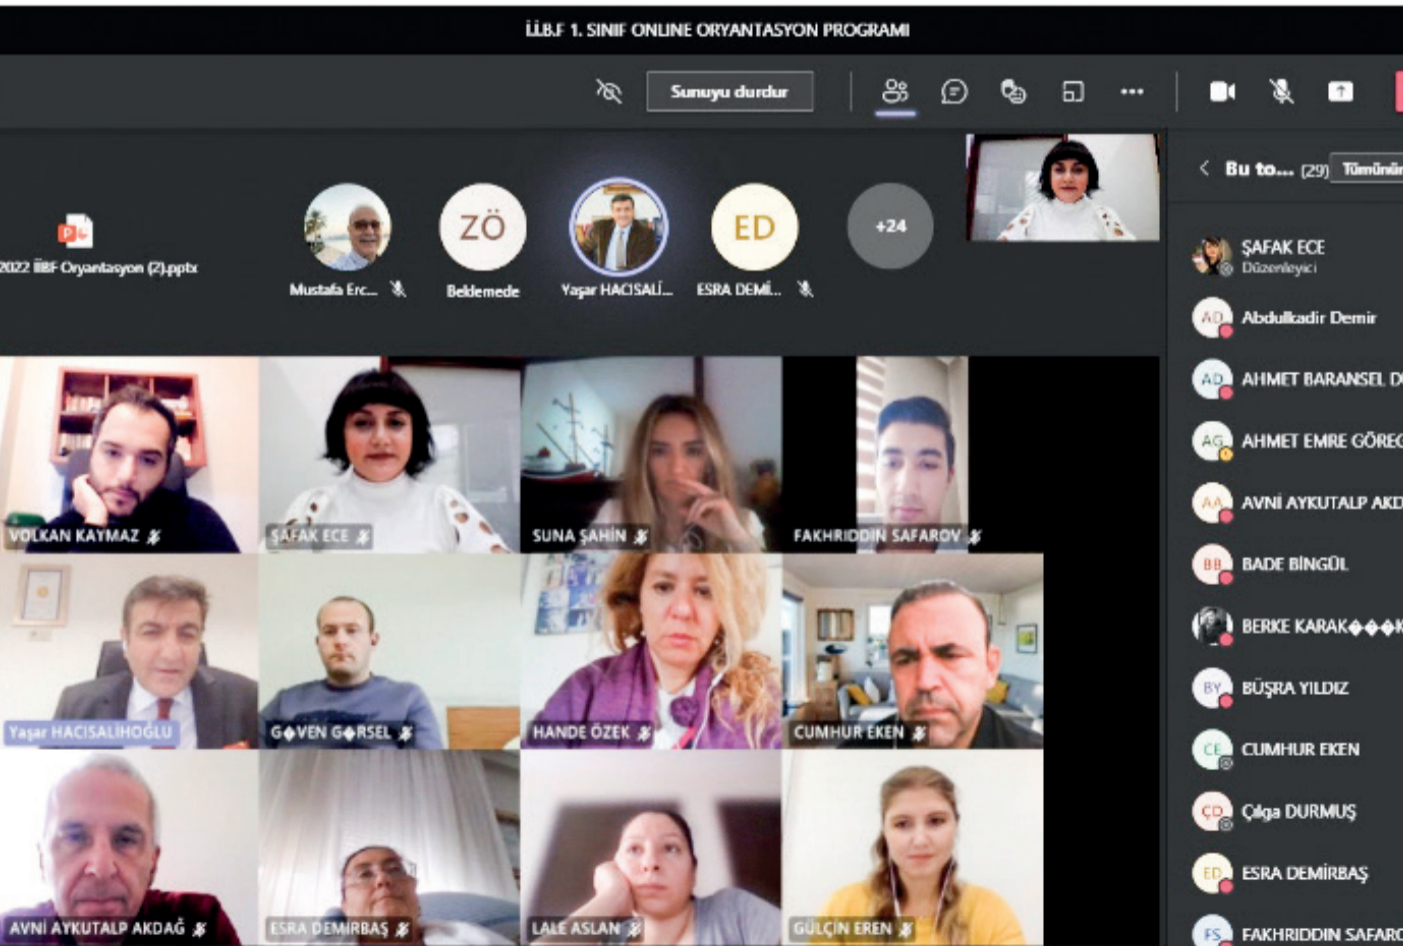 İ.İ.B.F 1. SINIF ONLINE ORYANTASYON PROGRAMI
Sunuyu durdur
2022 İİBF Oryantasyon (2).pptx
Mustafa Erc...
ZÖ
Beklemede
Yaşar HACISALİ...
ED
ESRA DEMİ...
+24
VOLKAN KAYMAZ
ŞAFAK ECE
SUNA ŞAHİN
FAKHRIDDIN SAFAROV
Yaşar HACISALİHOĞLU
G�VEN G�RSEL
HANDE ÖZEK
CUMHUR EKEN
AVNİ AYKUTALP AKDAĞ
ESRA DEMİRBAŞ
LALE ASLAN
GÜLÇİN EREN
Bu to... (29)
Tümünün
ŞAFAK ECE
Düzenleyici
AD
Abdulkadir Demir
AD
AHMET BARANSEL D
AG
AHMET EMRE GÖREG
AA
AVNİ AYKUTALP AKD
BB
BADE BİNGÜL
BERKE KARAK���K
BY
BÜŞRA YILDIZ
CE
CUMHUR EKEN
ÇD
Çılga DURMUŞ
ED
ESRA DEMİRBAŞ
FS
FAKHRIDDIN SAFARO